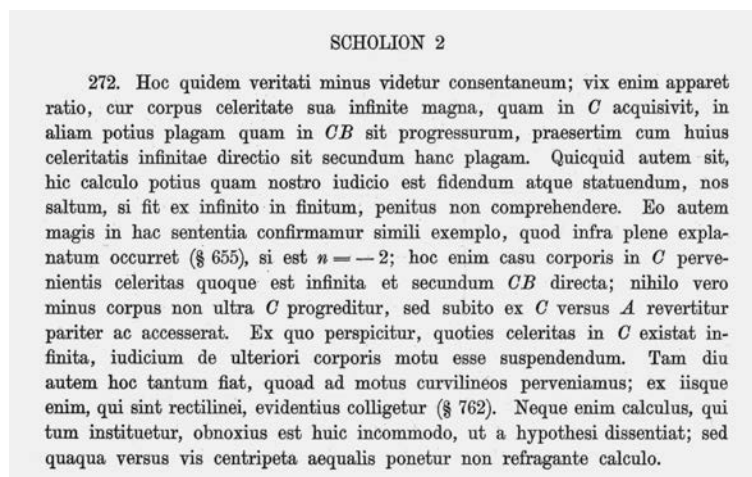 SCHOLION 2
272. Hoc quidem veritati minus videtur consentaneum; vix enim apparet
ratio, cur corpus celeritate sua infinite magna, quam in C acquisivit, in
aliam potius plagam quam in CB sit progressurum, praesertim cum huius
celeritatis infinitae directio sit secundum hanc plagam. Quicquid autem sit,
hic calculo potius quam nostro iudicio est fidendum atque statuendum, nos
saltum, si fit ex infinito in finitum, penitus non comprehendere. Eo autem
magis in hac sententia confirmamur simili exemplo, quod infra plene expla-
natum occurret (§ 655), si est n = — 2; hoc enim casu corporis in C perve-
nientis celeritas quoque est infinita et secundum CB directa; nihilo vero
minus corpus non ultra C progreditur, sed subito ex C versus A revertitur
pariter ac accesserat. Ex quo perspicitur, quoties celeritas in C existat in-
finita, iudicium de ulteriori corporis motu esse suspendendum. Tam diu
autem hoc tantum fiat, quoad ad motus curvilineos perveniamus; ex iisque
enim, qui sint rectilinei, evidentius colligetur (§ 762). Neque enim calculus, qui
tum instituetur, obnoxius est huic incommodo, ut a hypothesi dissentiat; sed
quaqua versus vis centripeta aequalis ponetur non refragante calculo.